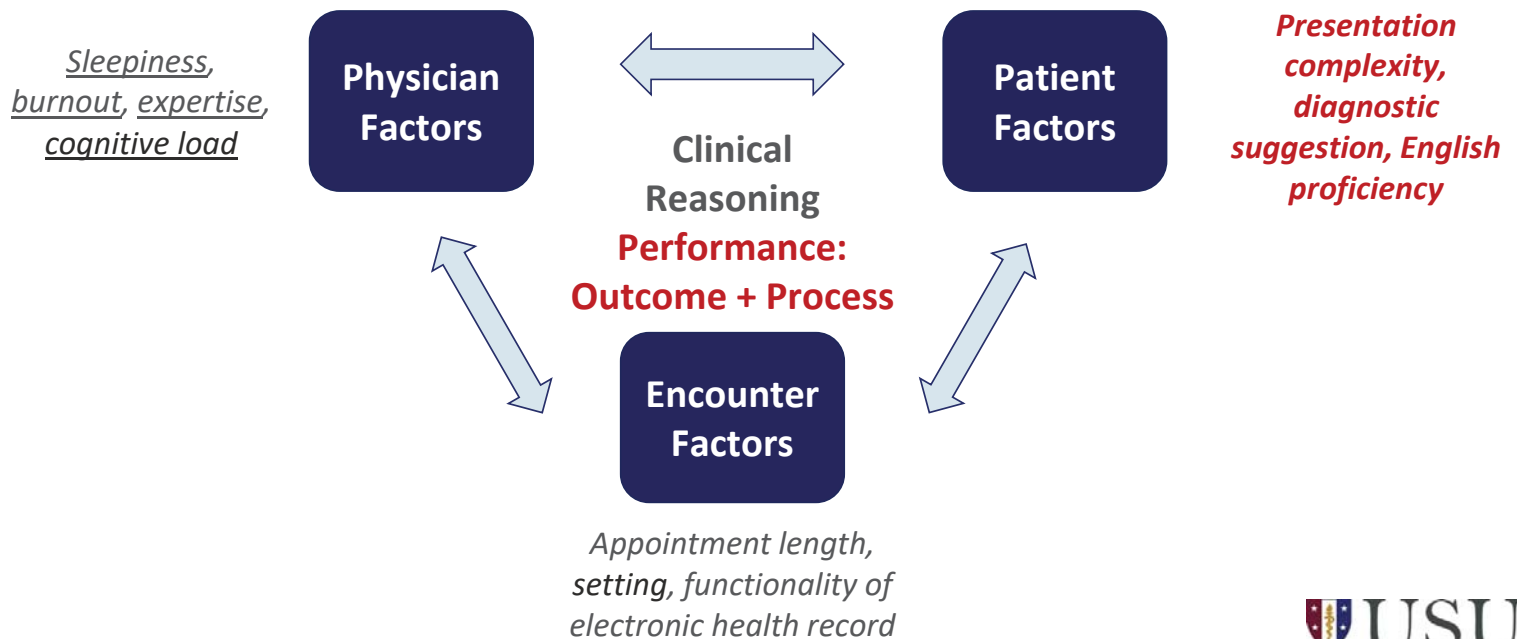 Sleepiness,
burnout, expertise,
cognitive load
Physician
Factors
Patient
Factors
Presentation
complexity,
diagnostic
suggestion, English
proficiency
Clinical
Reasoning
Performance:
Outcome + Process
Encounter
Factors
Appointment length,
setting, functionality of
electronic health record
USU